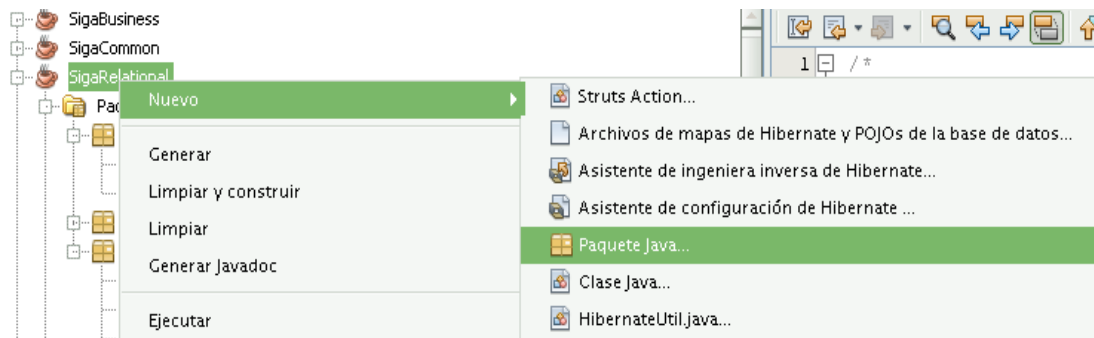 SigaBusiness
SigaCommon
SigaRelational
Nuevo
Generar
Limpiar y construir
Limpiar
Generar Javadoc
Ejecutar
Struts Action...
Archivos de mapas de Hibernate y POJOs de la base de datos...
Asistente de ingeniera inversa de Hibernate...
Asistente de configuración de Hibernate ...
Paquete Java...
Clase Java...
HibernateUtil.java...
1 /*